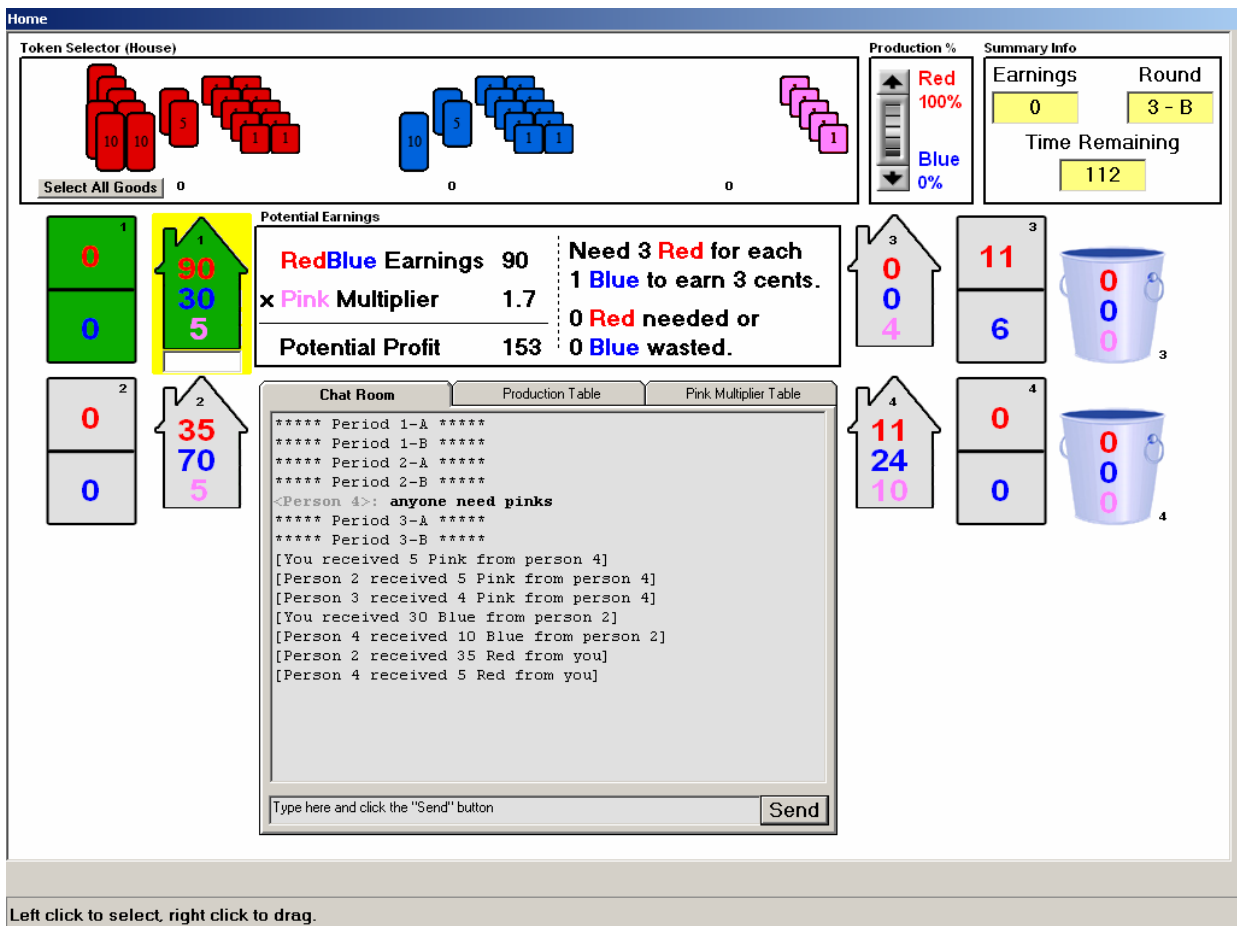 Home
Token Selector (House)
Production %
Summary Info
10 10 5 1 1
10 5 1 1
1
Select All Goods 0
0
0
Red
100%
Blue
0%
Earnings Round
0 3 - B
Time Remaining
112
1
0
0
1
90
30
5
Potential Earnings
RedBlue Earnings 90
x Pink Multiplier 1.7
Potential Profit 153
Need 3 Red for each
1 Blue to earn 3 cents.
0 Red needed or
0 Blue wasted.
3
0
0
4
3
11
6
0
0
0
3
2
0
0
2
35
70
5
Chat Room Production Table Pink Multiplier Table
***** Period 1-A *****
***** Period 1-B *****
***** Period 2-A *****
***** Period 2-B *****
<Person 4>: anyone need pinks
***** Period 3-A *****
***** Period 3-B *****
[You received 5 Pink from person 4]
[Person 2 received 5 Pink from person 4]
[Person 3 received 4 Pink from person 4]
[You received 30 Blue from person 2]
[Person 4 received 10 Blue from person 2]
[Person 2 received 35 Red from you]
[Person 4 received 5 Red from you]
Type here and click the "Send" button
Send
4
11
24
10
4
0
0
0
0
0
4
Left click to select, right click to drag.